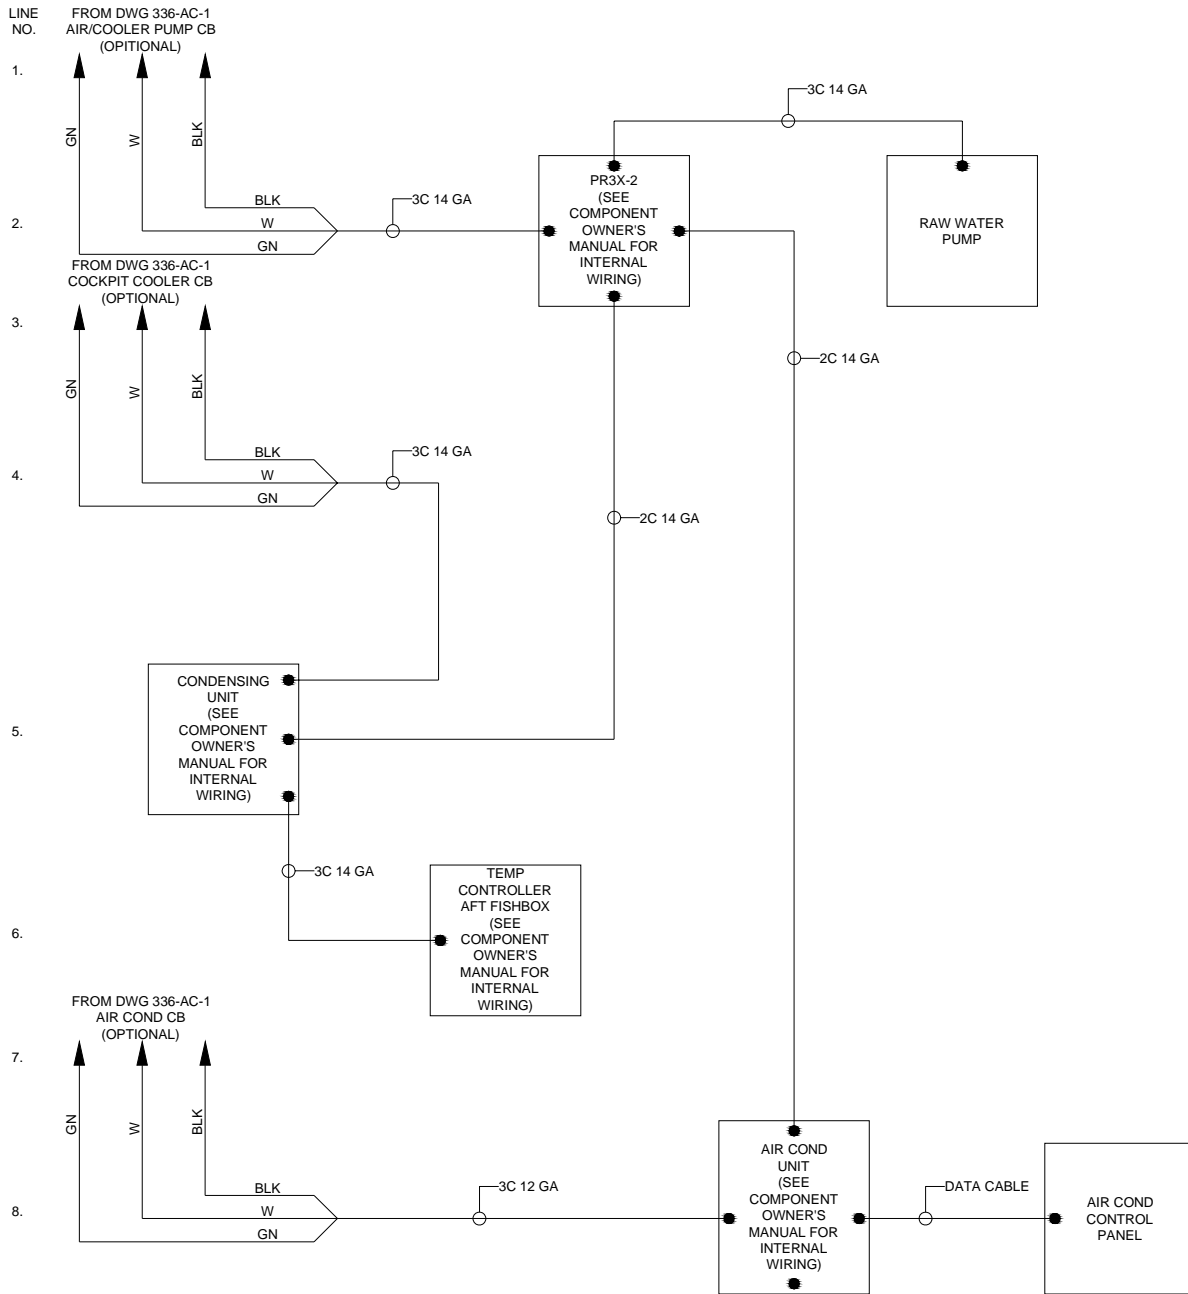 LINE
NO.
FROM DWG 336-AC-1
AIR/COOLER PUMP CB
(OPITIONAL)
1.
GN
W
BLK
3C 14 GA
BLK
W
GN
3C 14 GA
2.
PR3X-2
(SEE
COMPONENT
OWNER'S
MANUAL FOR
INTERNAL
WIRING)
RAW WATER
PUMP
FROM DWG 336-AC-1
COCKPIT COOLER CB
(OPTIONAL)
3.
GN
W
BLK
2C 14 GA
BLK
W
GN
3C 14 GA
4.
2C 14 GA
CONDENSING
UNIT
(SEE
COMPONENT
OWNER'S
MANUAL FOR
INTERNAL
WIRING)
5.
3C 14 GA
TEMP
CONTROLLER
AFT FISHBOX
(SEE
COMPONENT
OWNER'S
MANUAL FOR
INTERNAL
WIRING)
6.
FROM DWG 336-AC-1
AIR COND CB
(OPTIONAL)
7.
GN
W
BLK
BLK
W
GN
3C 12 GA
8.
AIR COND
UNIT
(SEE
COMPONENT
OWNER'S
MANUAL FOR
INTERNAL
WIRING)
DATA CABLE
AIR COND
CONTROL
PANEL